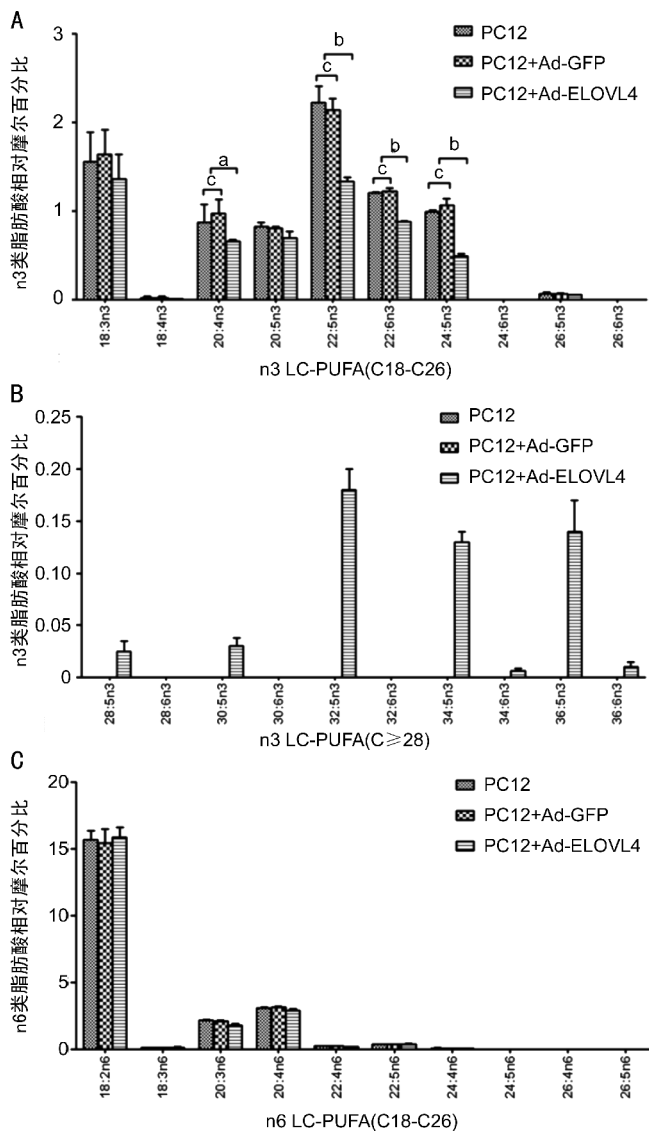 A
3
2
1
0
n3类脂肪酸相对摩尔百分比
PC12
PC12+Ad-GFP
PC12+Ad-ELOVL4
a
c
b
c
b
c
b
c
18:3n3
18:4n3
20:4n3
20:5n3
22:5n3
22:6n3
24:5n3
24:6n3
26:5n3
26:6n3
n3 LC-PUFA(C18-C26)
B
0.25
0.20
0.15
0.10
0.05
0
n3类脂肪酸相对摩尔百分比
PC12
PC12+Ad-GFP
PC12+Ad-ELOVL4
28:5n3
28:6n3
30:5n3
30:6n3
32:5n3
32:6n3
34:5n3
34:6n3
36:5n3
36:6n3
n3 LC-PUFA(C≥28)
C
20
15
10
5
0
n6类脂肪酸相对摩尔百分比
PC12
PC12+Ad-GFP
PC12+Ad-ELOVL4
18:2n6
18:3n6
20:3n6
20:4n6
22:4n6
22:5n6
24:4n6
24:5n6
26:4n6
26:5n6
n6 LC-PUFA(C18-C26)